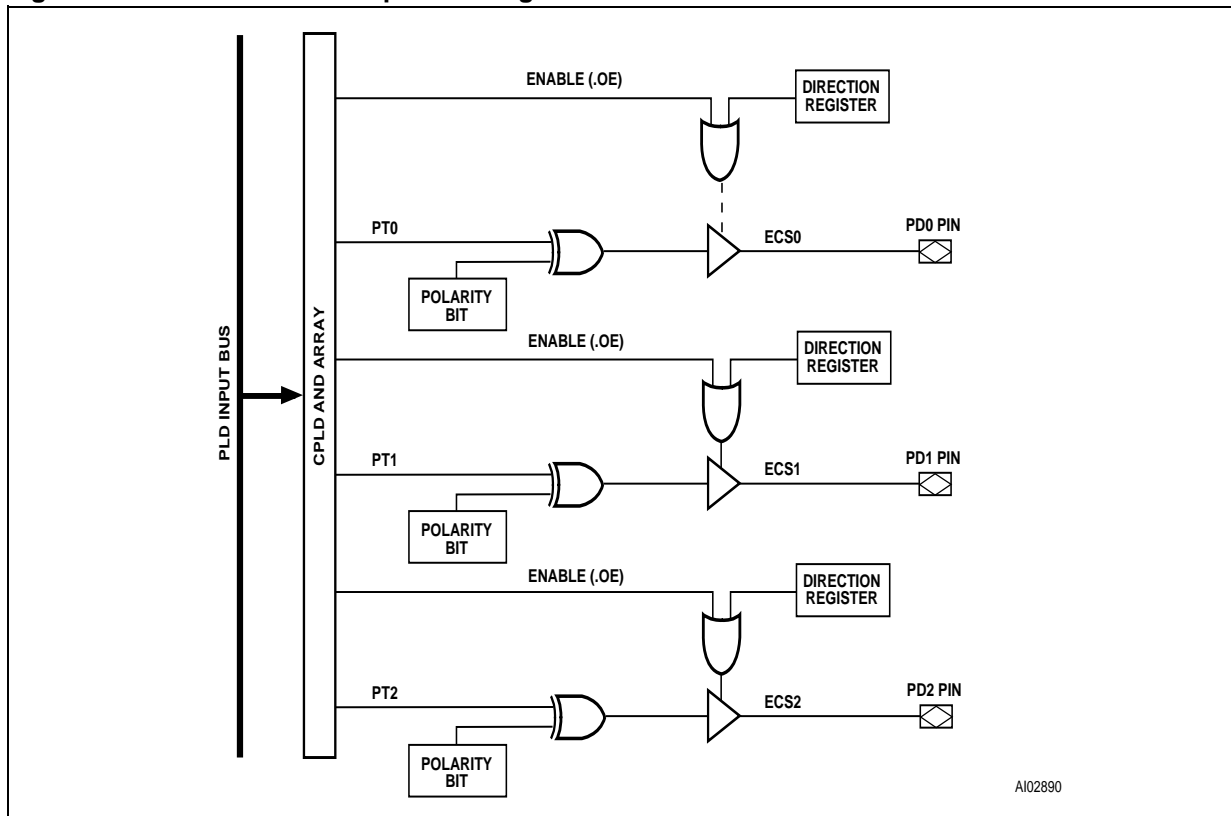 ENABLE (.OE)
DIRECTION
REGISTER
PT0
ECS0
PD0 PIN
POLARITY
BIT
ENABLE (.OE)
DIRECTION
REGISTER
PLD INPUT BUS
CPLD AND ARRAY
PT1
ECS1
PD1 PIN
POLARITY
BIT
ENABLE (.OE)
DIRECTION
REGISTER
PT2
ECS2
PD2 PIN
POLARITY
BIT
AI02890